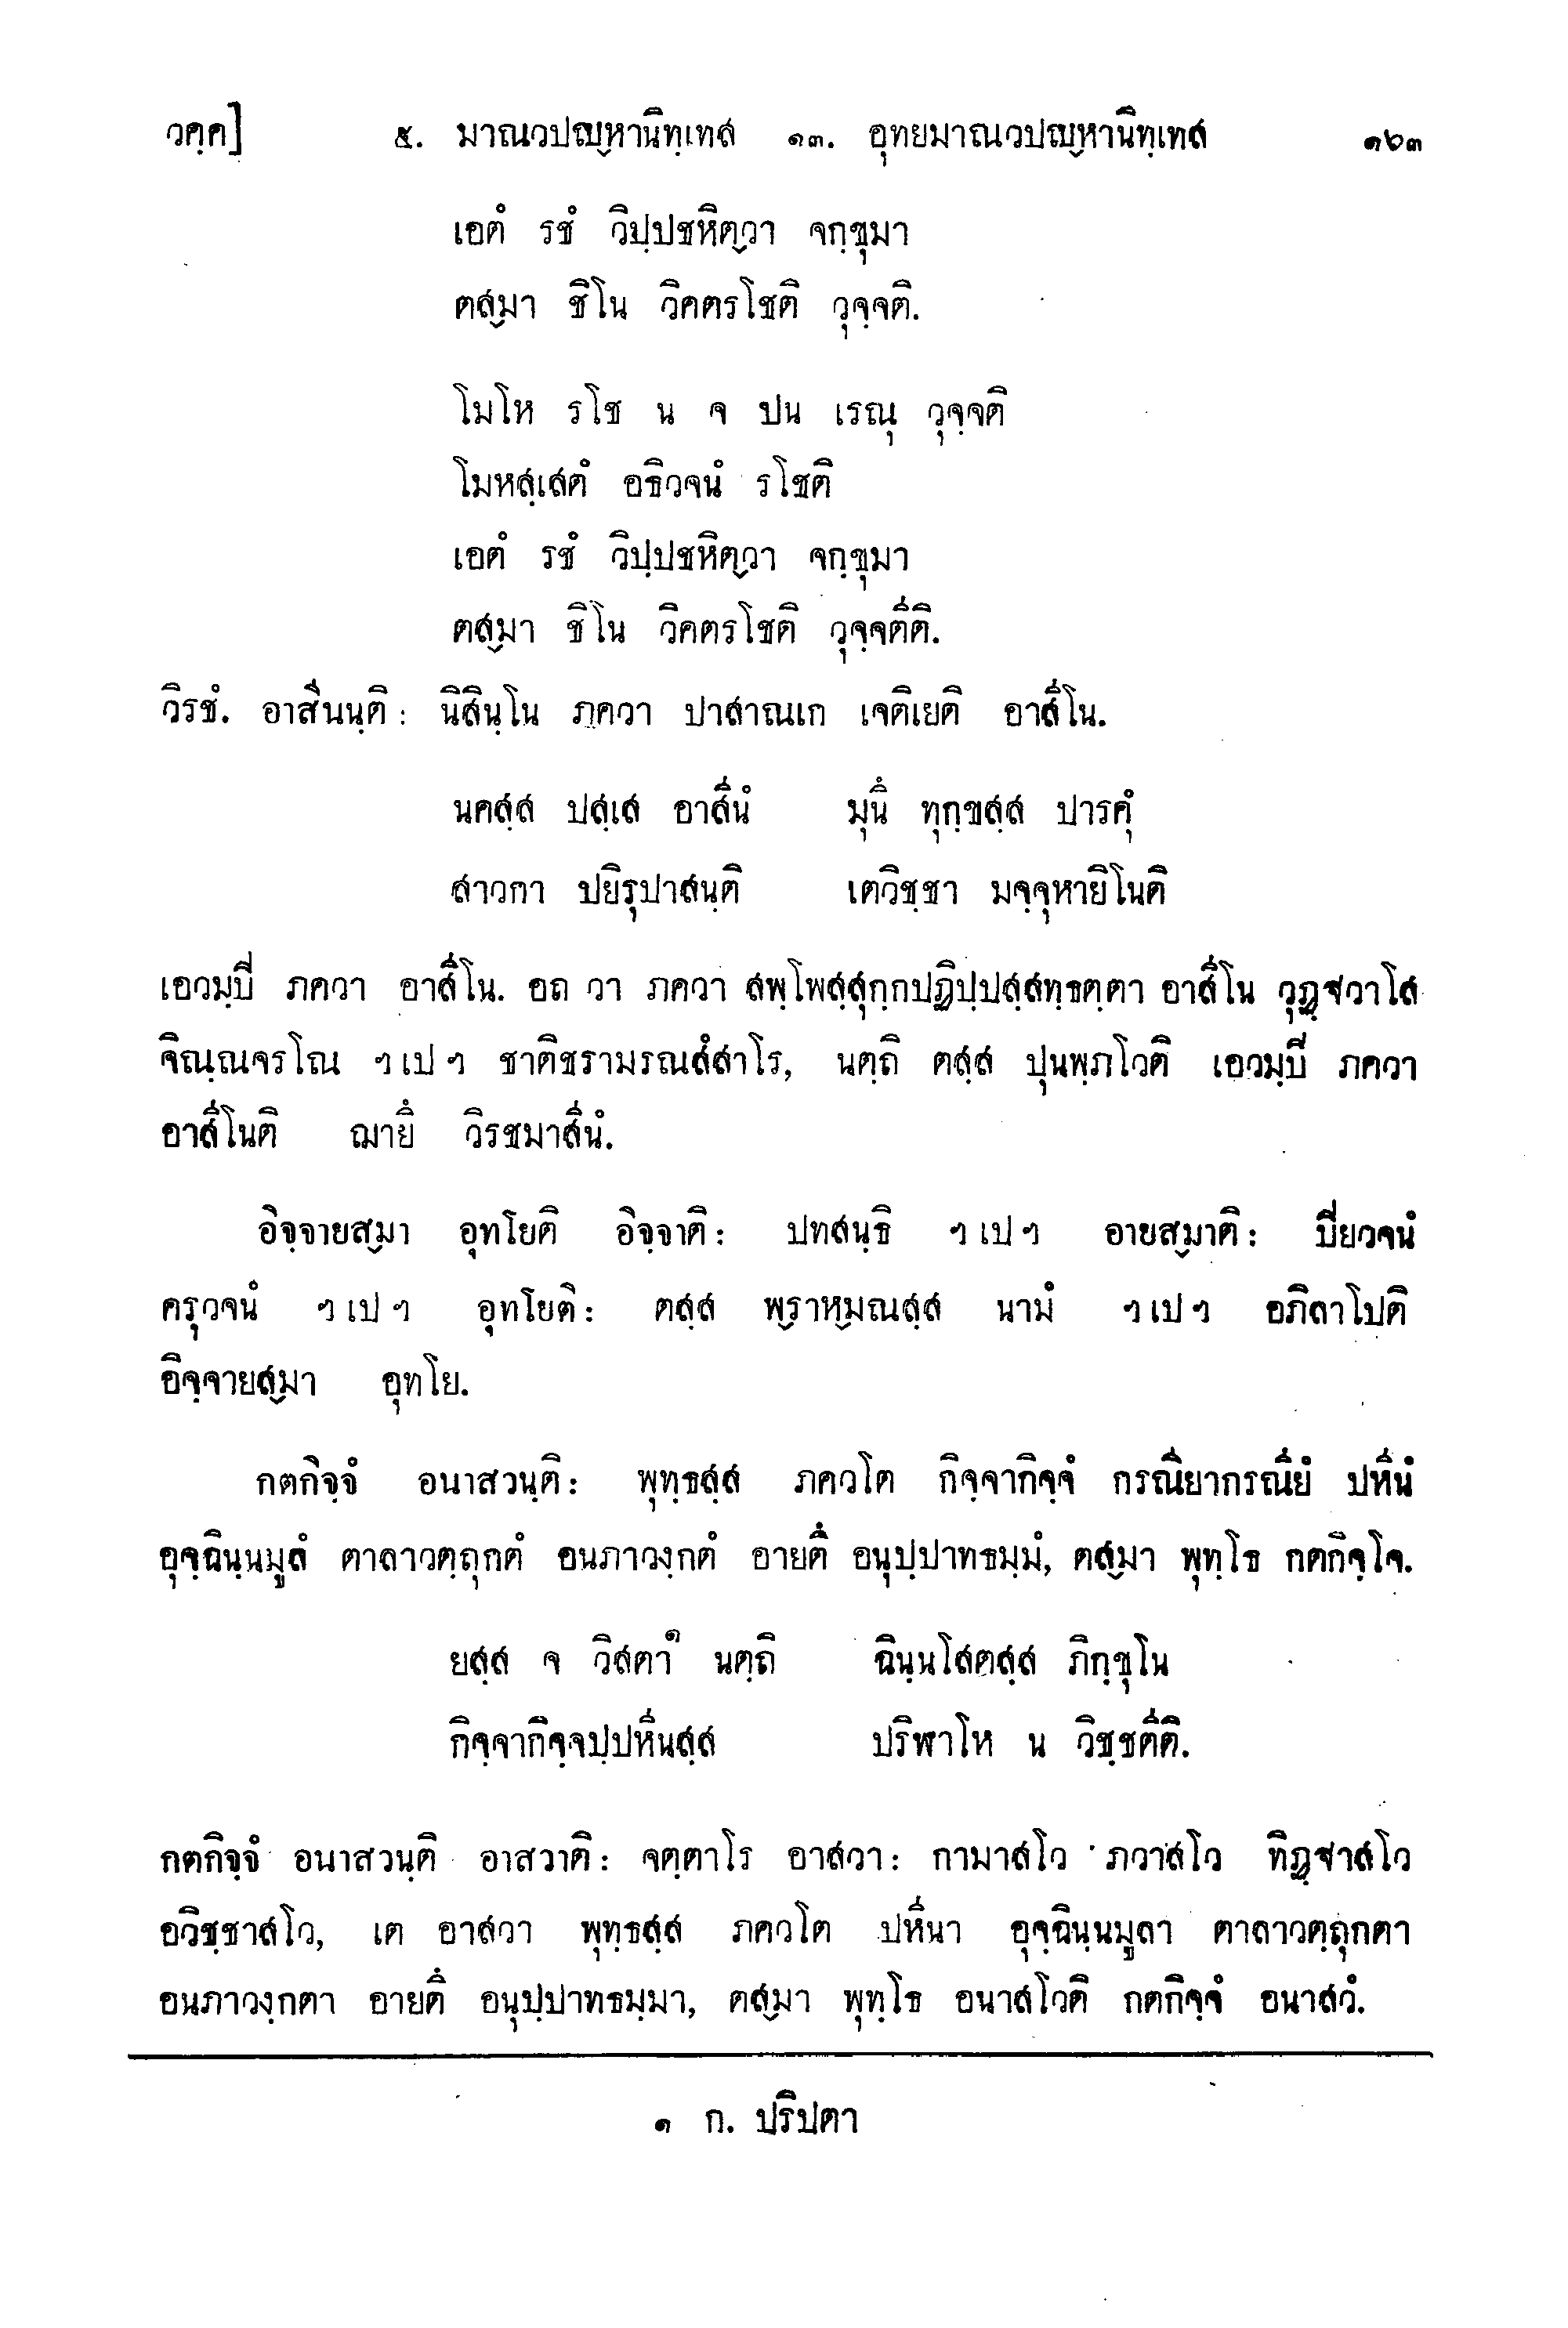 วคฺค]	๕. มาณวปญฺหานิทฺเทส ๑๓. อุทยมาณวปญฺหานิทฺเทส	๑๖๓
เอตํ รชํ วิปฺปชหิตฺวา จกฺขุมา
ตสฺมา ชิโน วิคตรโชติ วุจฺจติ.
โมโห รโช น จ ปน เรณุ วุจฺจติ
โมหสฺเสตํ อธิวจนํ รโชติ
เอตํ รชํ วิปฺปชหิตฺวา จกฺขุมา
ตสฺมา ชิโน วิคตรโชติ วุจฺจตีติ.
วิรชํ. อาสีนนฺติ: นิสินฺโน ภควา ปาสาณเก เจติเยติ อาสีโน.
นคสฺส ปสฺเส อาสีนํ มุนึ ทุกฺขสฺส ปารคุํ
สาวกา ปยิรุปาสนฺติ เตวิชฺชา มจฺจุหายิโนติ
เอวมฺปี ภควา อาสีโน. อถ วา ภควา สพฺโพสฺสุกฺกปฏิปฺปสฺสทฺธตฺตา อาสีโน วุฏฺฐวาโส
จิณฺณจรโณ ฯ เป ฯ ชาติชรามรณสํสาโร, นตฺถิ ตสฺส ปุนพฺภโวติ เอวมฺปี ภควา
อาสีโนติ ฌายึ วิรชมาสีนํ.
อิจฺจายสฺมา อุทโยติ อิจฺจาติ: ปทสนฺธิ ฯ เป ฯ อายสฺมาติ: ปียวจนํ
ครุวจนํ ฯ เป ฯ อุทโยติ: ตสฺส พฺราหฺมณสฺส นามํ ฯ เป ฯ อภิลาโปติ
อิจฺจายสฺมา อุทโย.
กตกิจฺจํ อนาสวนฺติ: พุทฺธสฺส ภควโต กิจฺจากิจฺจํ กรณียากรณียํ ปหีนํ
อุจฺฉินฺนมูลํ ตาลาวตฺถุกตํ อนภาวงฺกตํ อายตึ อนุปฺปาทธมฺมํ, ตสฺมา พุทฺโธ กตกิจฺโจ.
ยสฺส จ วิสตา๑ นตฺถิ ฉินฺนโสตสฺส ภิกฺขุโน
กิจฺจากิจฺจปฺปหีนสฺส ปริฬาโห น วิชฺชตีติ.
กตกิจฺจํ อนาสวนฺติ อาสวาติ: จตฺตาโร อาสวา: กามาสโว ภวาสโว ทิฏฺฐาสโว
อวิชฺชาสโว, เต อาสวา พุทฺธสฺส ภควโต ปหีนา อุจฺฉินฺนมูลา ตาลาวตฺถุกตา
อนภาวงฺกตา อายตึ อนุปฺปาทธมฺมา, ตสฺมา พุทฺโธ อนาสโวติ กตกิจฺจํ อนาสวํ.
๑ ก. ปริปตา